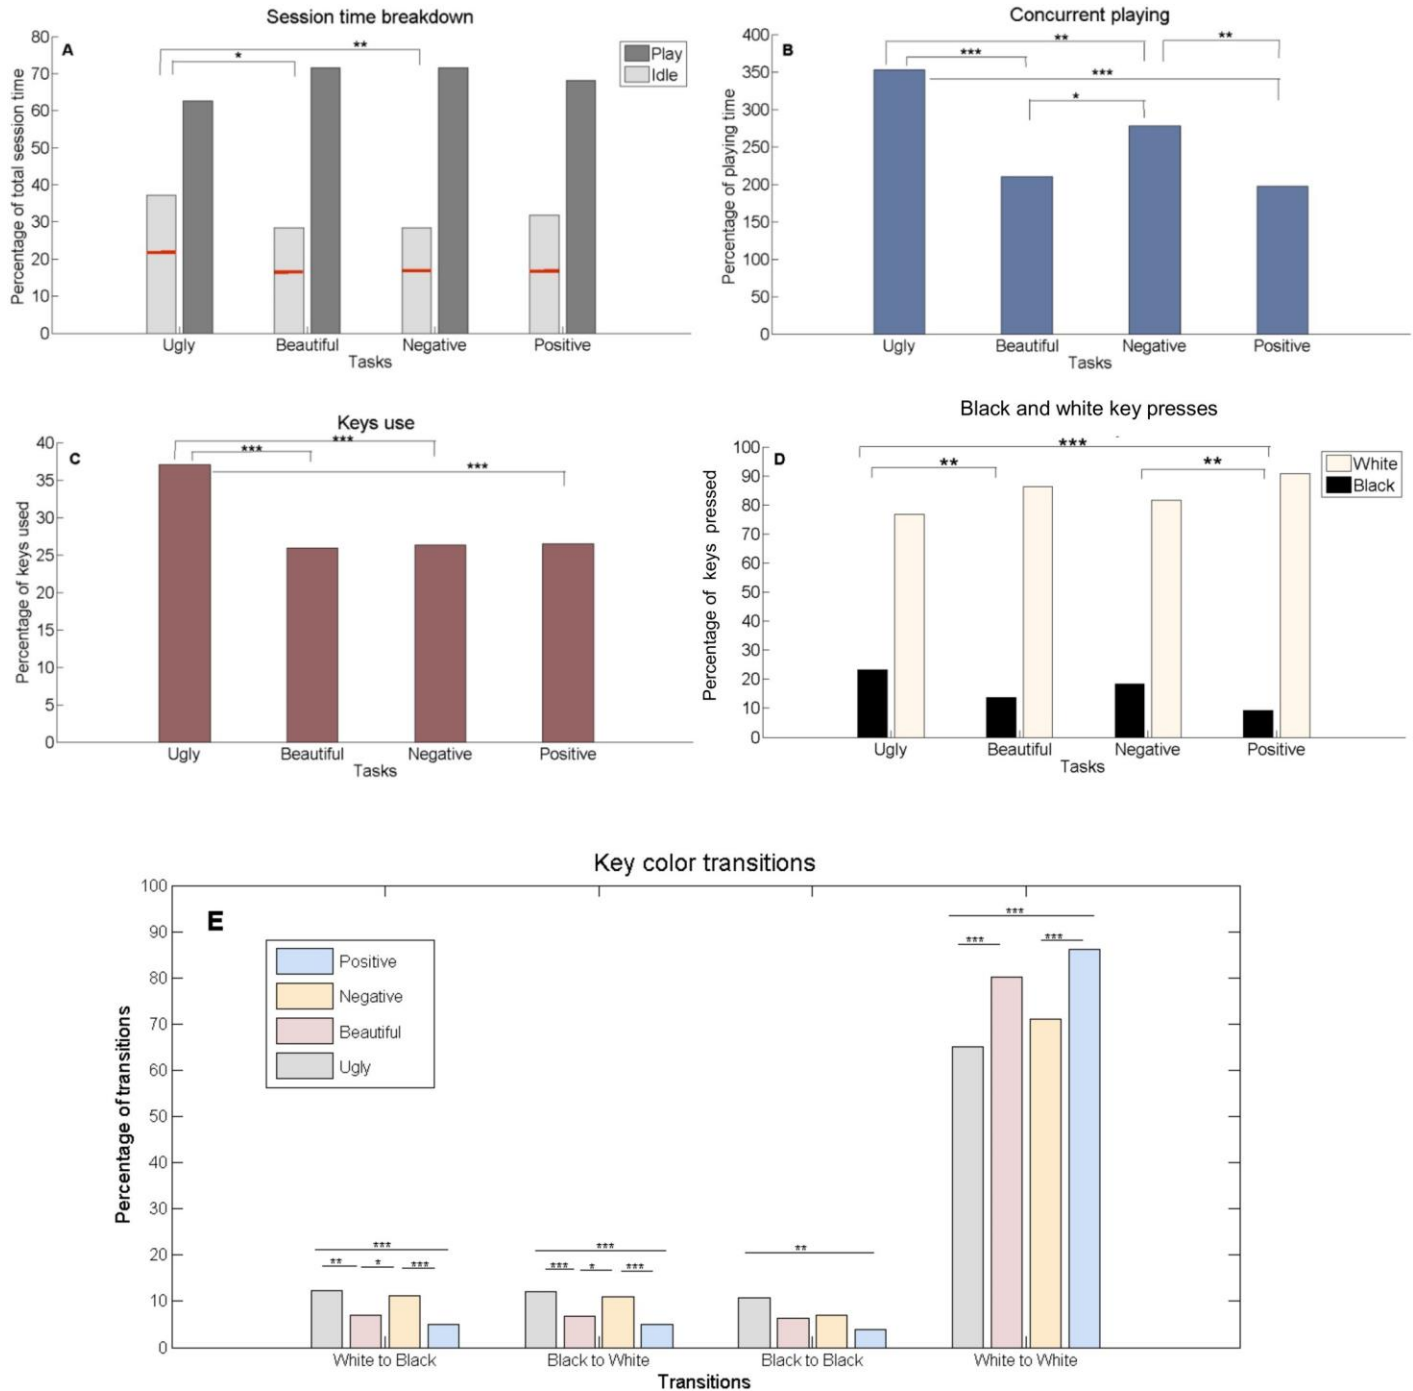 Session time breakdown
A
80
70
60
50
40
30
20
10
0
Percentage of total session time
* **
Play
Idle
Ugly Beautiful Negative Positive
Tasks
Concurrent playing
B
400
350
300
250
200
150
100
50
0
Percentage of playing time
** **
***
***
*
Ugly Beautiful Negative Positive
Tasks
Keys use
C
40
35
30
25
20
15
10
5
0
Percentage of keys used
***
***
***
Ugly Beautiful Negative Positive
Tasks
Black and white key presses
D
100
90
80
70
60
50
40
30
20
10
0
Percentage of keys pressed
***
** **
White
Black
Ugly Beautiful Negative Positive
Tasks
Key color transitions
E
100
90
80
70
60
50
40
30
20
10
0
Percentage of transitions
Positive
Negative
Beautiful
Ugly
***
** * ***
***
*** * ***
**
***
*** ***
White to Black Black to White Black to Black White to White
Transitions